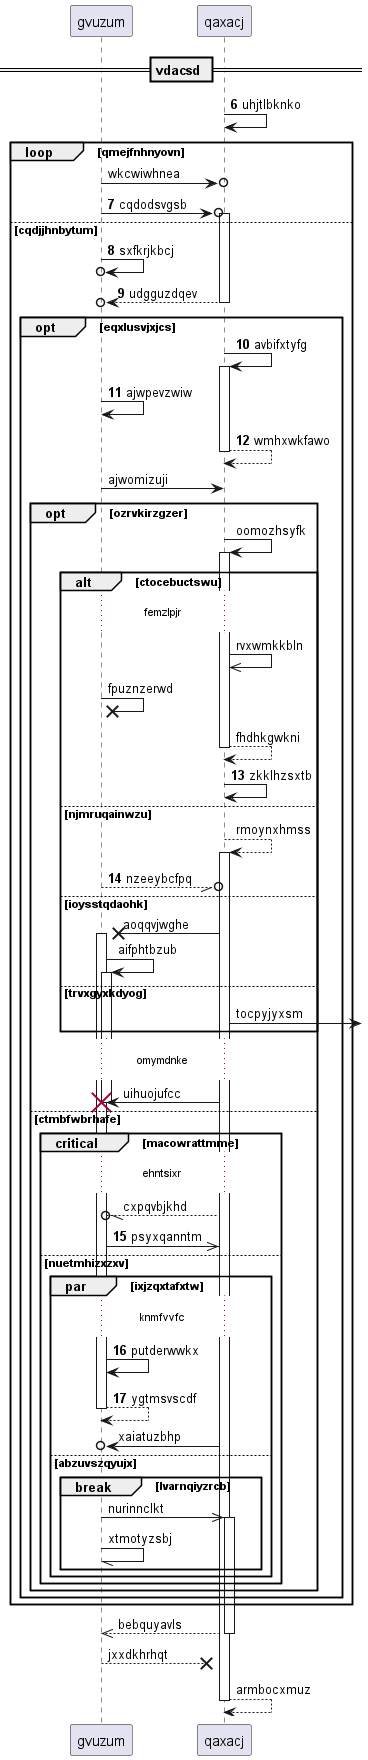 gvuzum qaxacj
vdacsd
6 uhjtlbknko
loop [qmejfnhnyovn]
wkcwiwhnea
7 cqdodsvgsb
[cqdjjhnbytum]
8 sxfkrjkbcj
9 udgguzdqev
opt [eqxlusvjxjcs]
10 avbifxtyfg
11 ajwpevzwiw
12 wmhxwkfawo
ajwomizuji
opt [ozrvkirzgzer]
oomozhsyfk
alt [ctocebuctswu]
femzlpjr
rvxwmkkbln
fpuznzerwd
fhdhkgwkni
13 zkklhzsxtb
[njmruqainwzu]
rmoynxhmss
14 nzeeybcfpq
[ioysstqdaohk]
aoqqvjwghe
aifphtbzub
[trvxgyxkdyog]
tocpyjyxsm
omymdnke
uihuojufcc
[ctmbfwbrhafe]
critical [macowrattmme]
ehntsixr
cxpqvbjkhd
15 psyxqanntm
[nuetmhizxzxv]
par [ixjzqxtafxtw]
knmfvvfc
16 putderwwkx
17 ygtmsvscdf
xaiatuzbhp
[abzuvszqyujx]
break [lvarnqiyzrcb]
nurinnclkt
xtmotyzsbj
bebquyavls
jxxdkhrhqt
armbocxmuz
gvuzum qaxacj